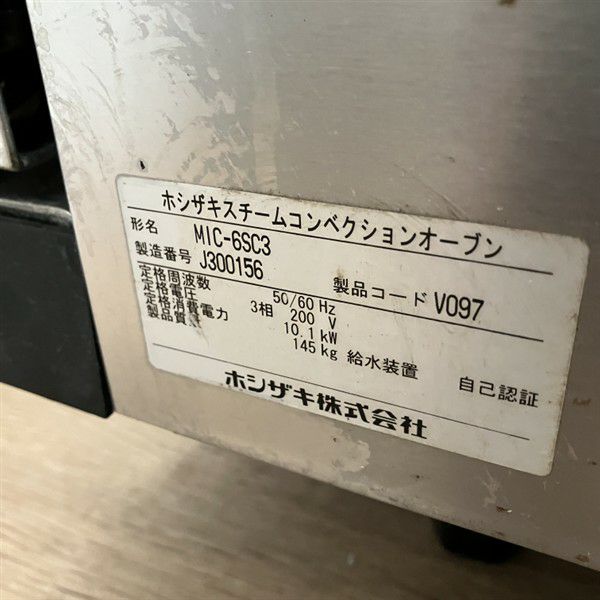 ホシザキスチームコンベクションオーブン
形名 MIC-6SC3
製造番号 J300156 製品コード V097
定格周波数 50/60 Hz
定格電圧 3相 200 V
定格消費電力 10.1 kW
製品質量 145 kg 給水装置 自己認証
ホシザキ株式会社